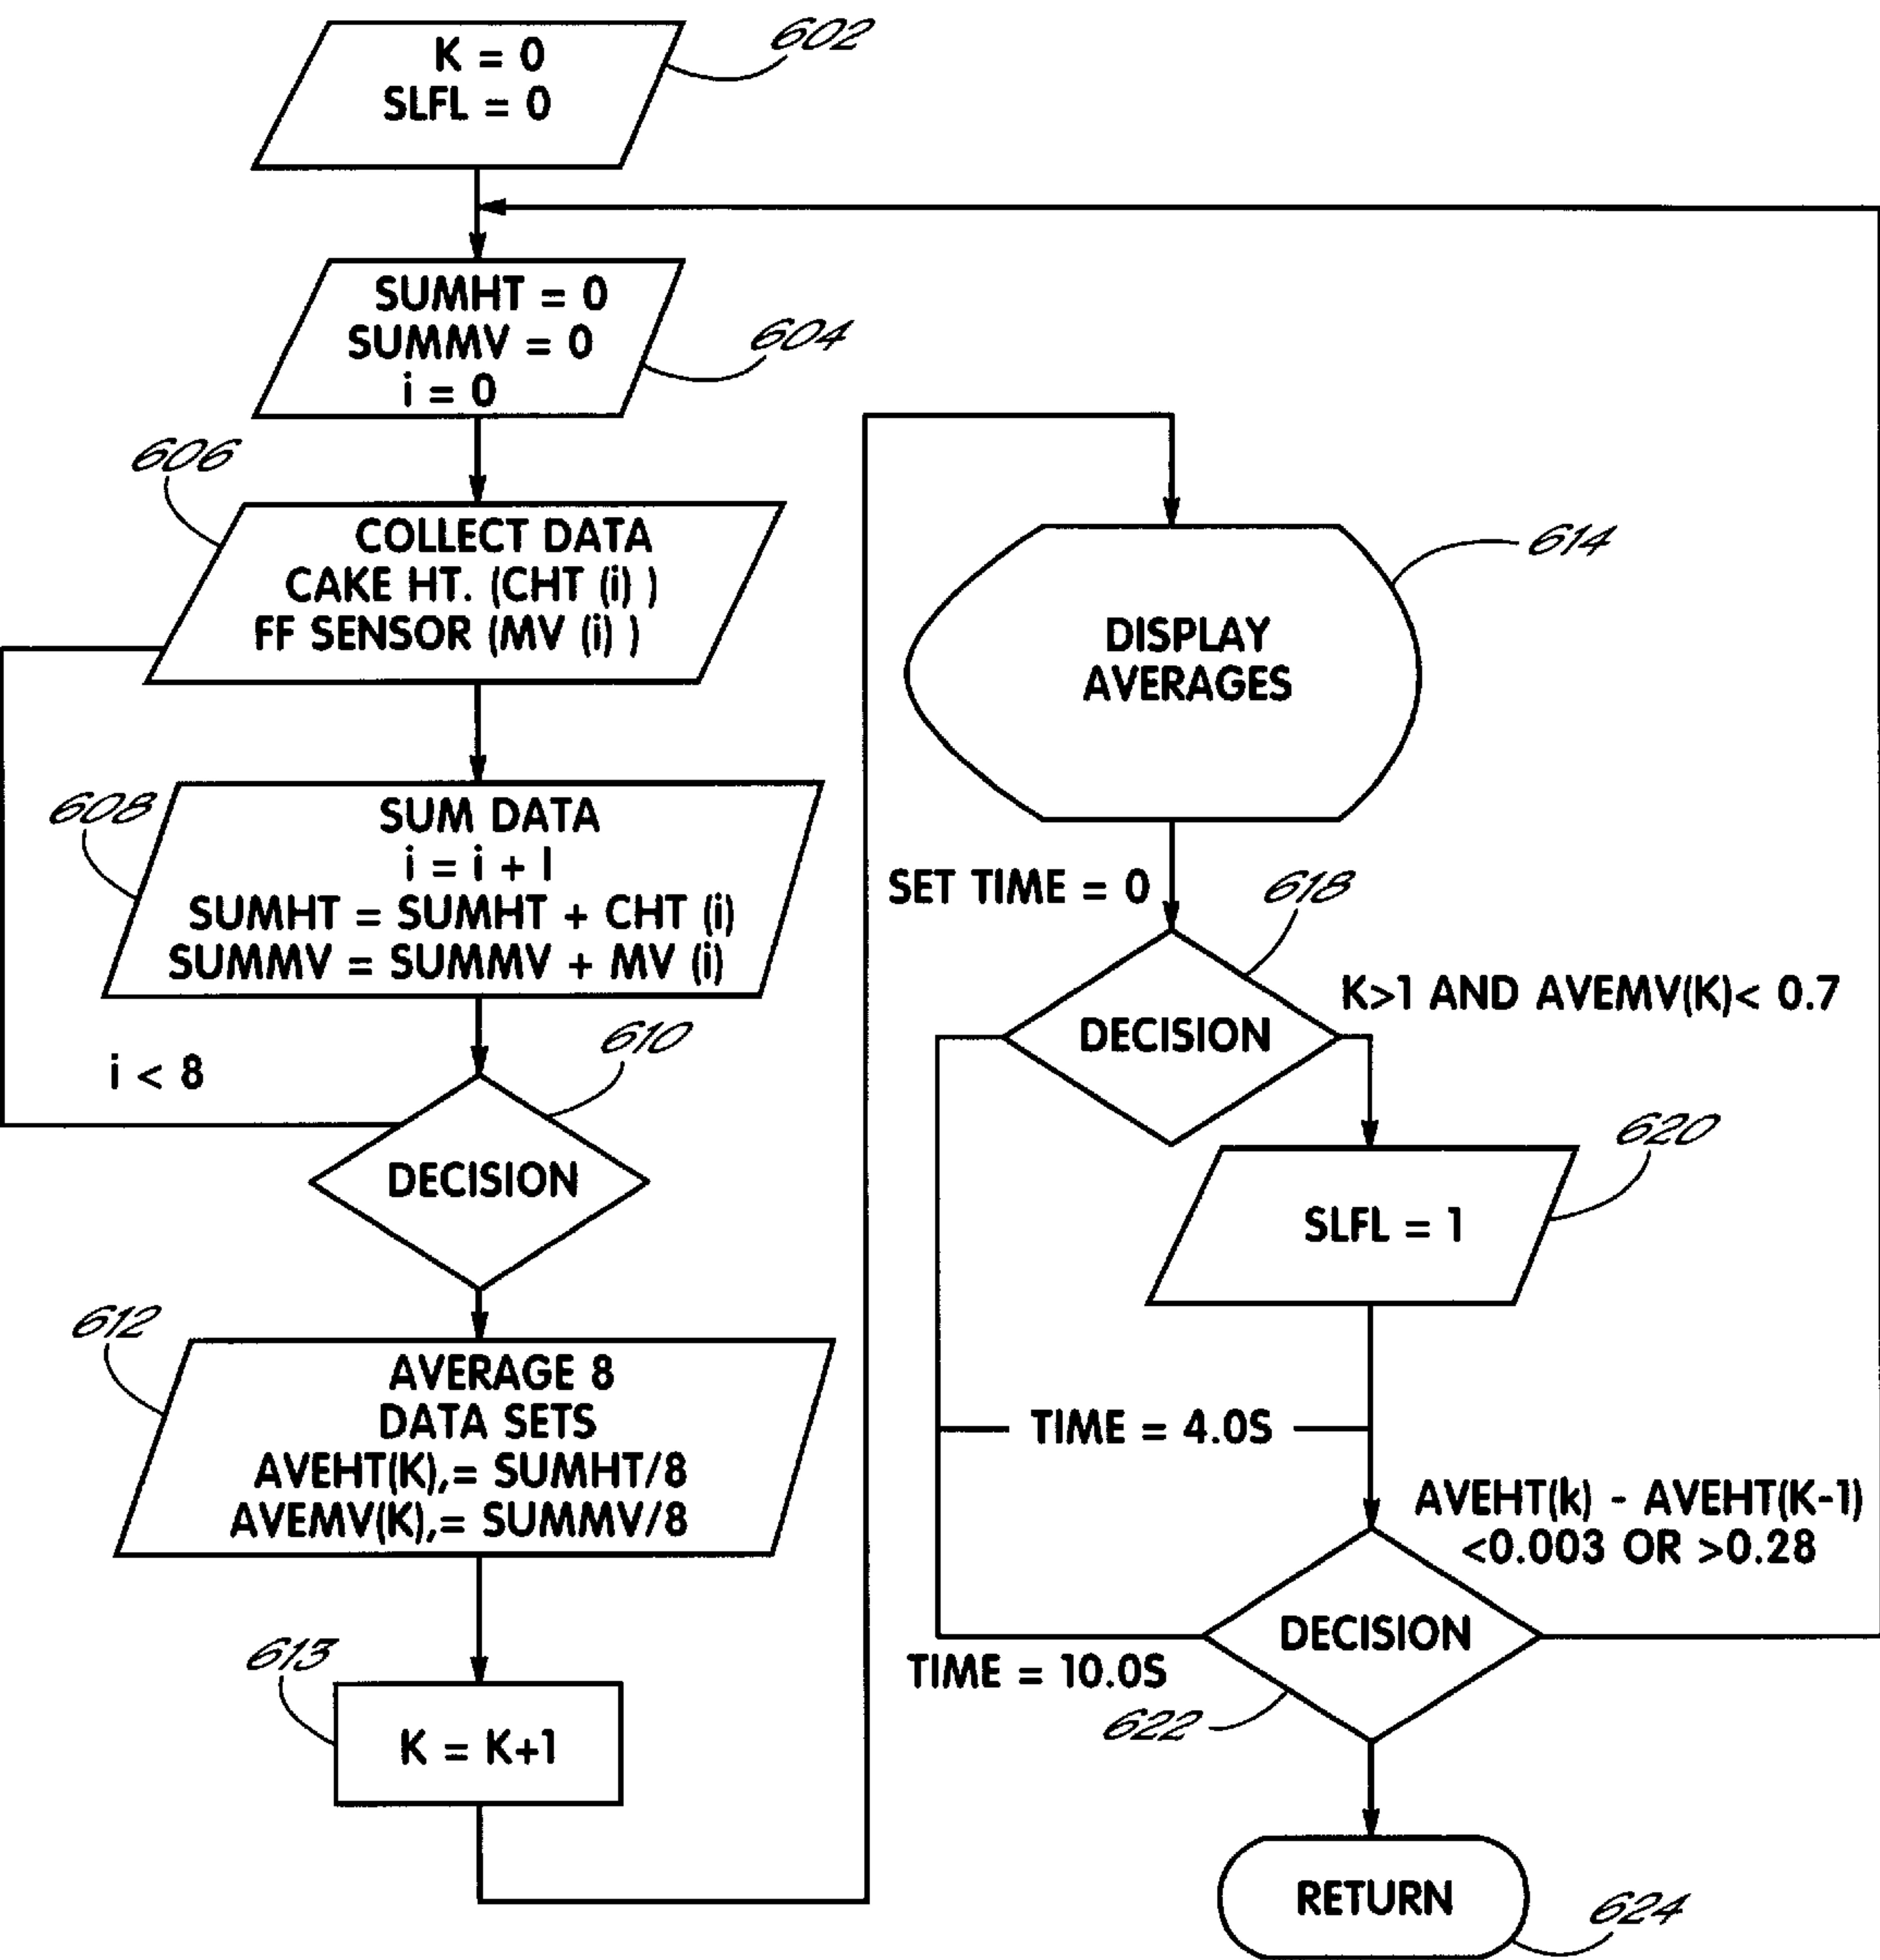 K = 0
SLFL = 0
602
SUMHT = 0
SUMMV = 0
i = 0
604
606
COLLECT DATA
CAKE HT. (CHT (i) )
FF SENSOR (MV (i) )
608
SUM DATA
i = i + I
SUMHT = SUMHT + CHT (i)
SUMMV = SUMMV + MV (i)
i < 8
610
DECISION
612
AVERAGE 8
DATA SETS
AVEHT(K),= SUMHT/8
AVEMV(K),= SUMMV/8
613
K = K+1
614
DISPLAY
AVERAGES
SET TIME = 0
618
K>1 AND AVEMV(K)< 0.7
DECISION
620
SLFL = 1
TIME = 4.0S
AVEHT(k) - AVEHT(K-1)
<0.003 OR >0.28
DECISION
TIME = 10.0S
622
RETURN
624